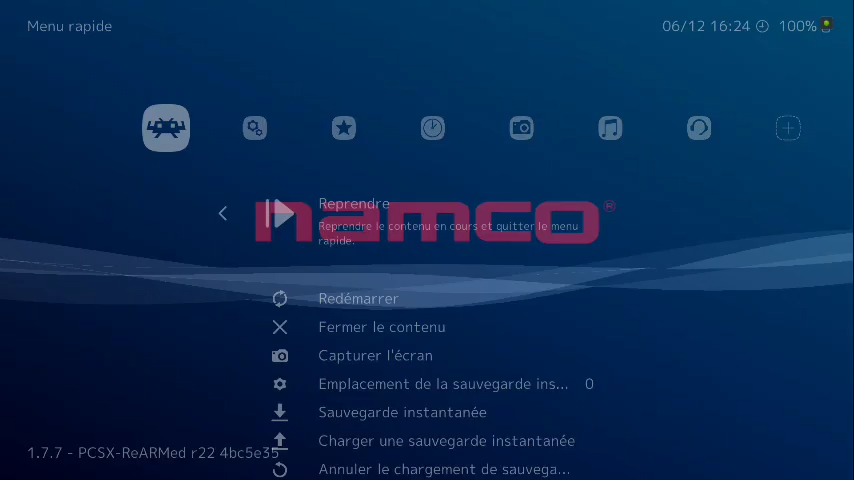 Menu rapide
06/12 16:24 100%
Reprendre
namco®
Reprendre le contenu en cours et quitter le menu
rapide.
Redémarrer
Fermer le contenu
Capturer l'écran
Emplacement de la sauvegarde ins... 0
Sauvegarde instantanée
Charger une sauvegarde instantanée
1.7.7 - PCSX-ReARMed r22 4bc5e35
Annuler le chargement de sauvega...